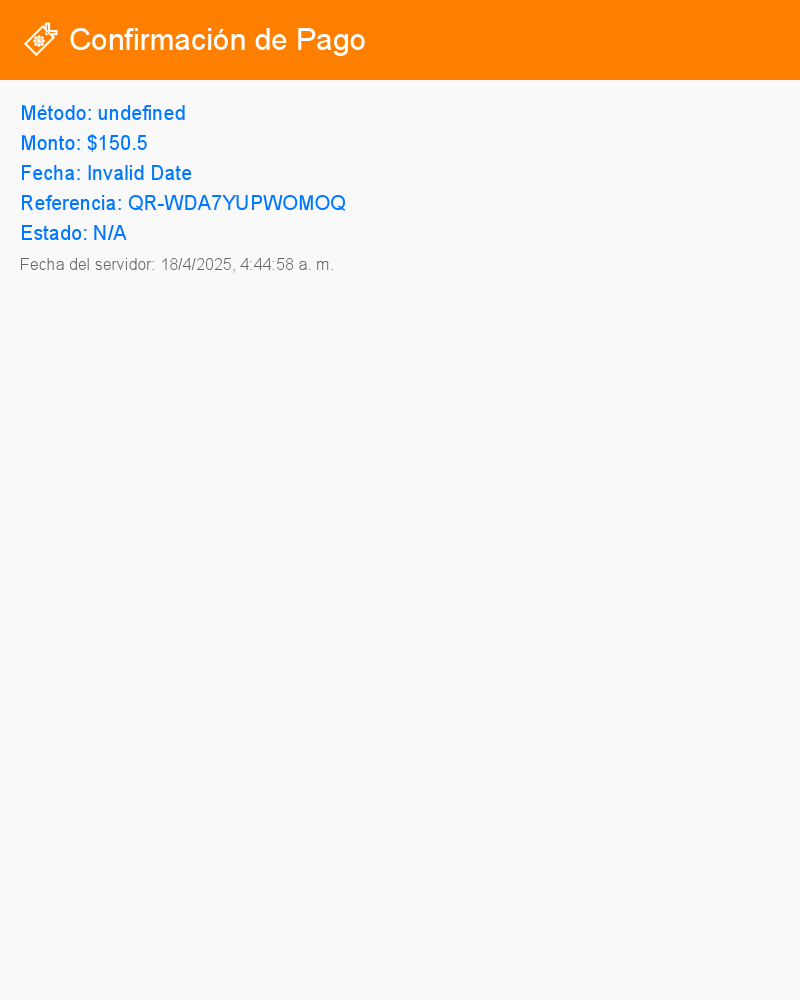 Confirmación de Pago
Método: undefined
Monto: $150.5
Fecha: Invalid Date
Referencia: QR-WDA7YUPWOMOQ
Estado: N/A
Fecha del servidor: 18/4/2025, 4:44:58 a. m.